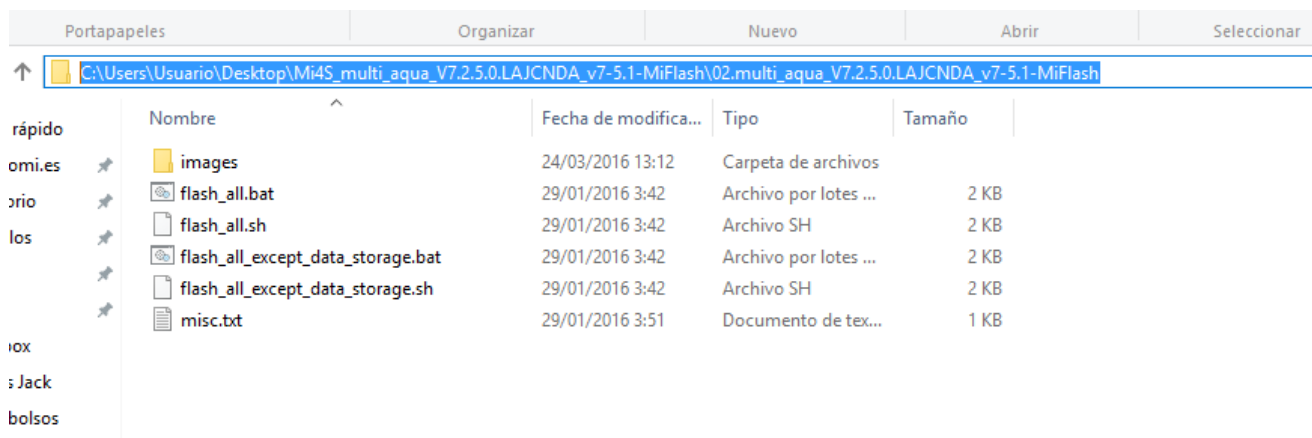 Portapapeles Organizar Nuevo Abrir Seleccionar
C:\Users\Usuario\Desktop\Mi4S_multi_aqua_V7.2.5.0.LAJCNDA_v7-5.1-MiFlash\02.multi_aqua_V7.2.5.0.LAJCNDA_v7-5.1-MiFlash
Nombre Fecha de modifica... Tipo Tamaño
rápido
omi.es
orio
los
box
s Jack
bolsos
images 24/03/2016 13:12 Carpeta de archivos
flash_all.bat 29/01/2016 3:42 Archivo por lotes ... 2 KB
flash_all.sh 29/01/2016 3:42 Archivo SH 2 KB
flash_all_except_data_storage.bat 29/01/2016 3:42 Archivo por lotes ... 2 KB
flash_all_except_data_storage.sh 29/01/2016 3:42 Archivo SH 2 KB
misc.txt 29/01/2016 3:51 Documento de tex... 1 KB